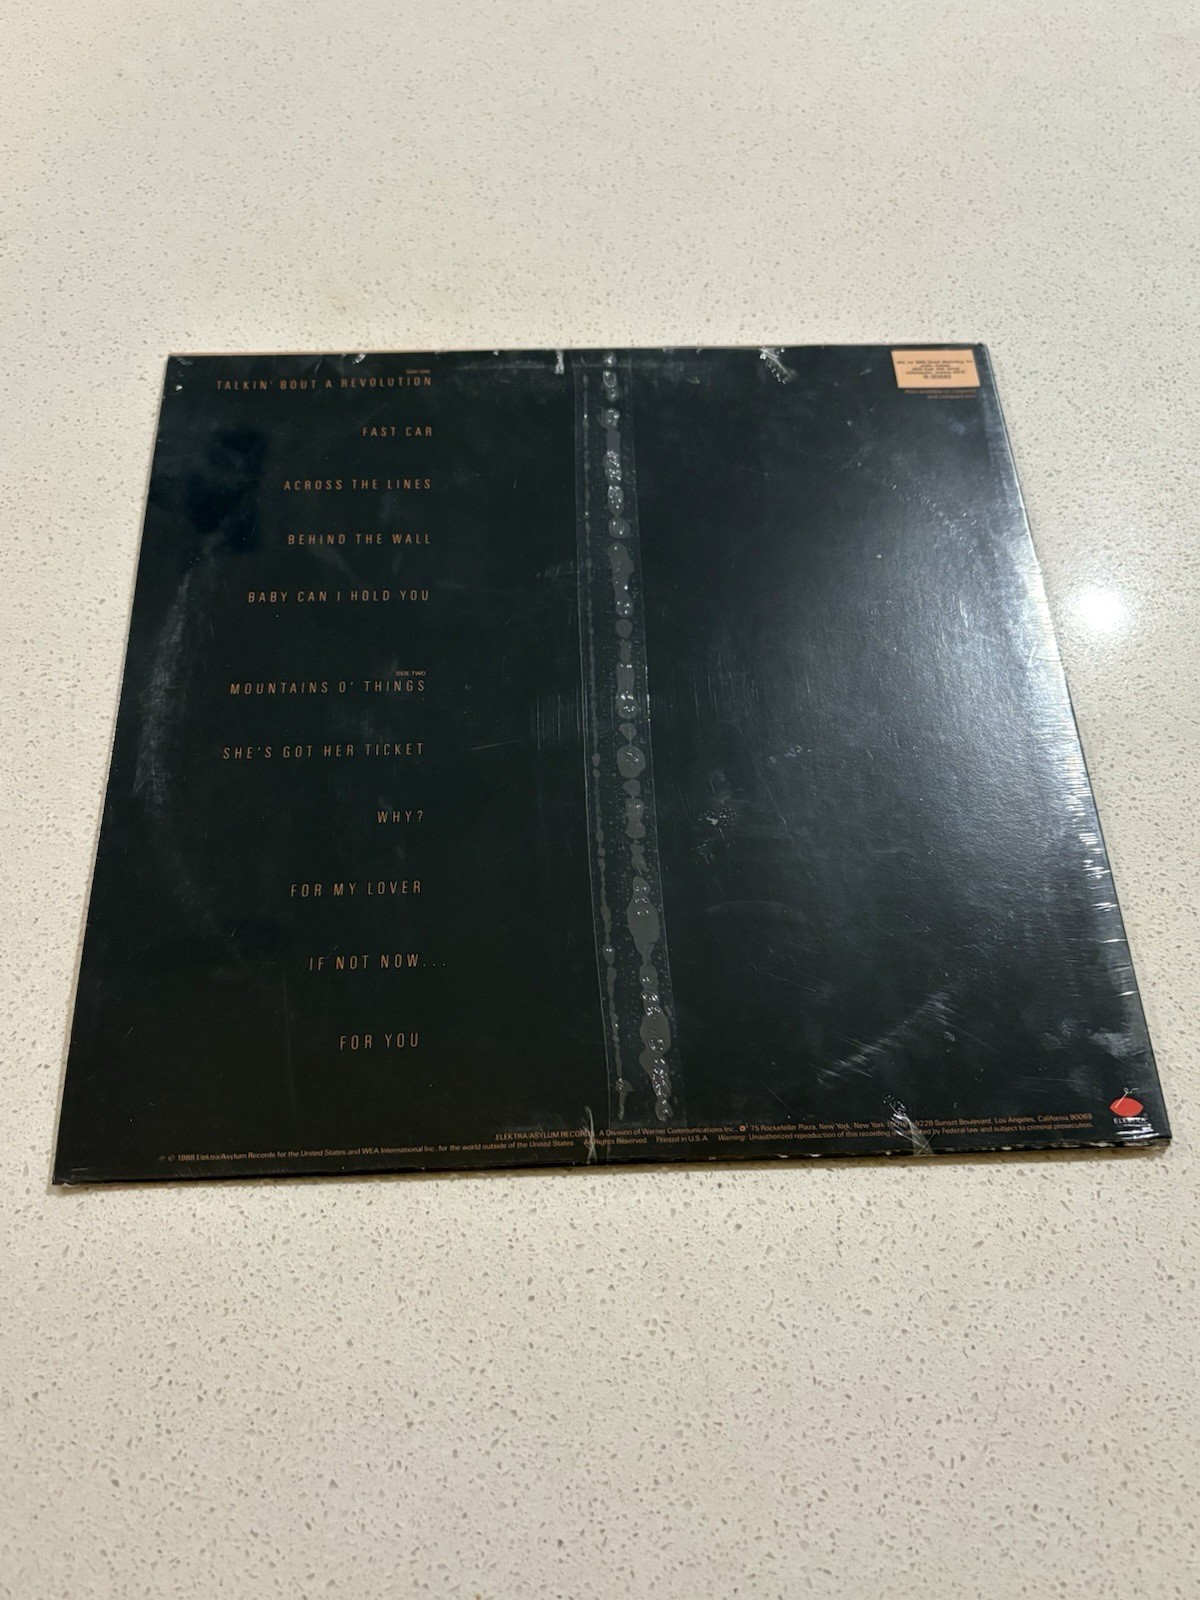 SIDE ONE
TALKIN' BOUT A REVOLUTION
FAST CAR
ACROSS THE LINES
BEHIND THE WALL
BABY CAN I HOLD YOU
SIDE TWO
MOUNTAINS O' THINGS
SHE'S GOT HER TICKET
WHY?
FOR MY LOVER
IF NOT NOW...
FOR YOU
ELEKTRA/ASYLUM RECORDS, A Division of Warner Communications Inc., 75 Rockefeller Plaza, New York, New York 9229 Sunset Boulevard, Los Angeles, California 90069
℗ © 1988 Elektra/Asylum Records for the United States and WEA International Inc. for the world outside of the United States. All Rights Reserved. Printed in U.S.A. Warning: Unauthorized reproduction of this recording is by Federal law and subject to criminal prosecution.
ELEKTRA